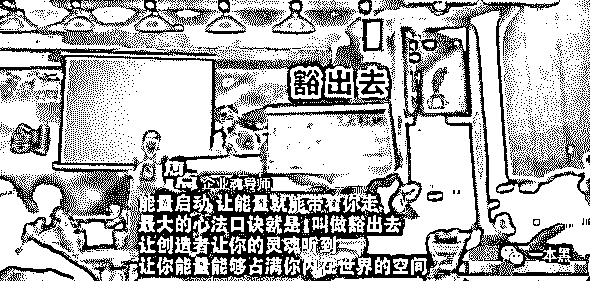 豁出去
企业教导师
能量启动 让能量就能带着你走
最大的心法口诀就是 叫做豁出去
让创造者让你的灵魂听到
让你能量能够占满你内在世界的空间
一本黑